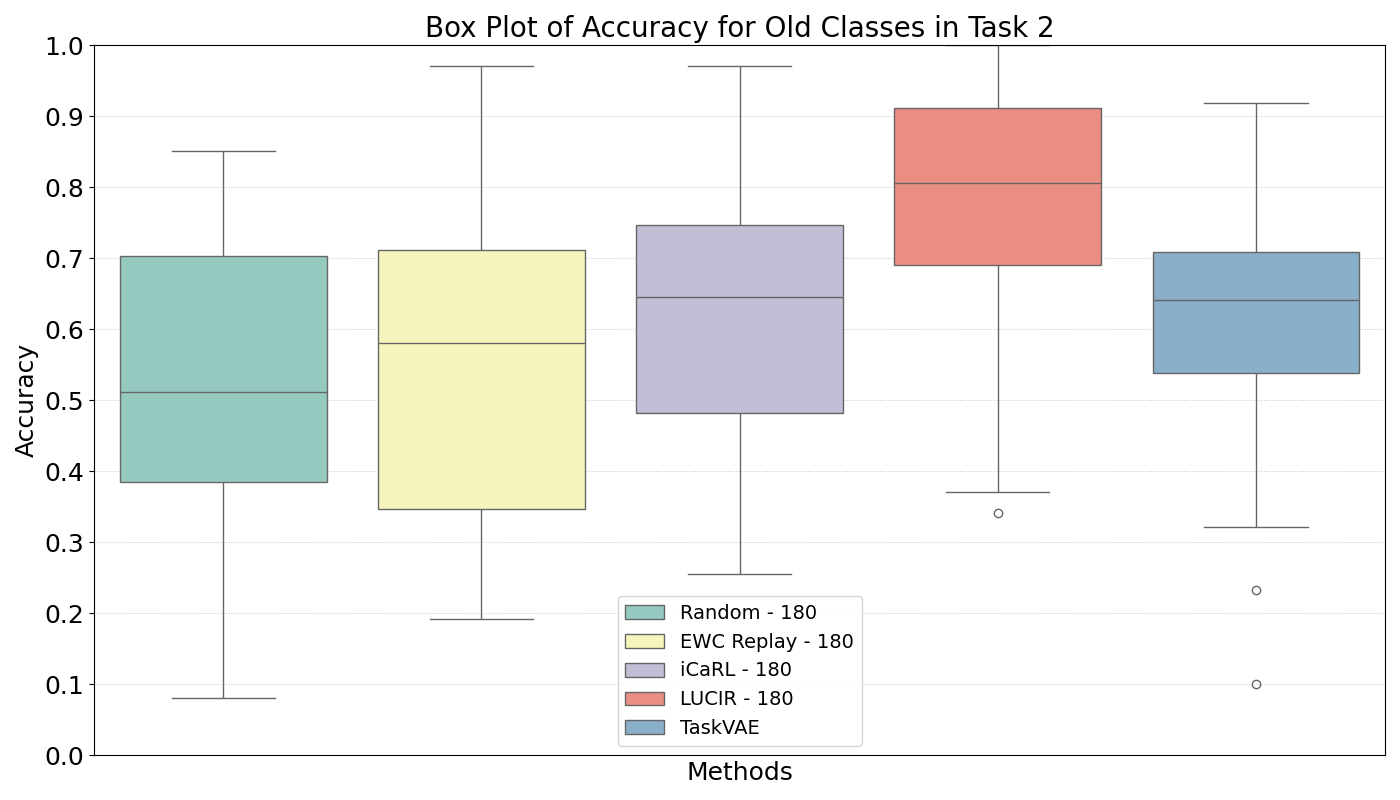 Box Plot of Accuracy for Old Classes in Task 2
1.0
0.9
0.8
0.7
0.6
0.5
0.4
0.3
0.2
0.1
0.0
Accuracy
Random - 180
EWC Replay - 180
iCaRL - 180
LUCIR - 180
TaskVAE
Methods